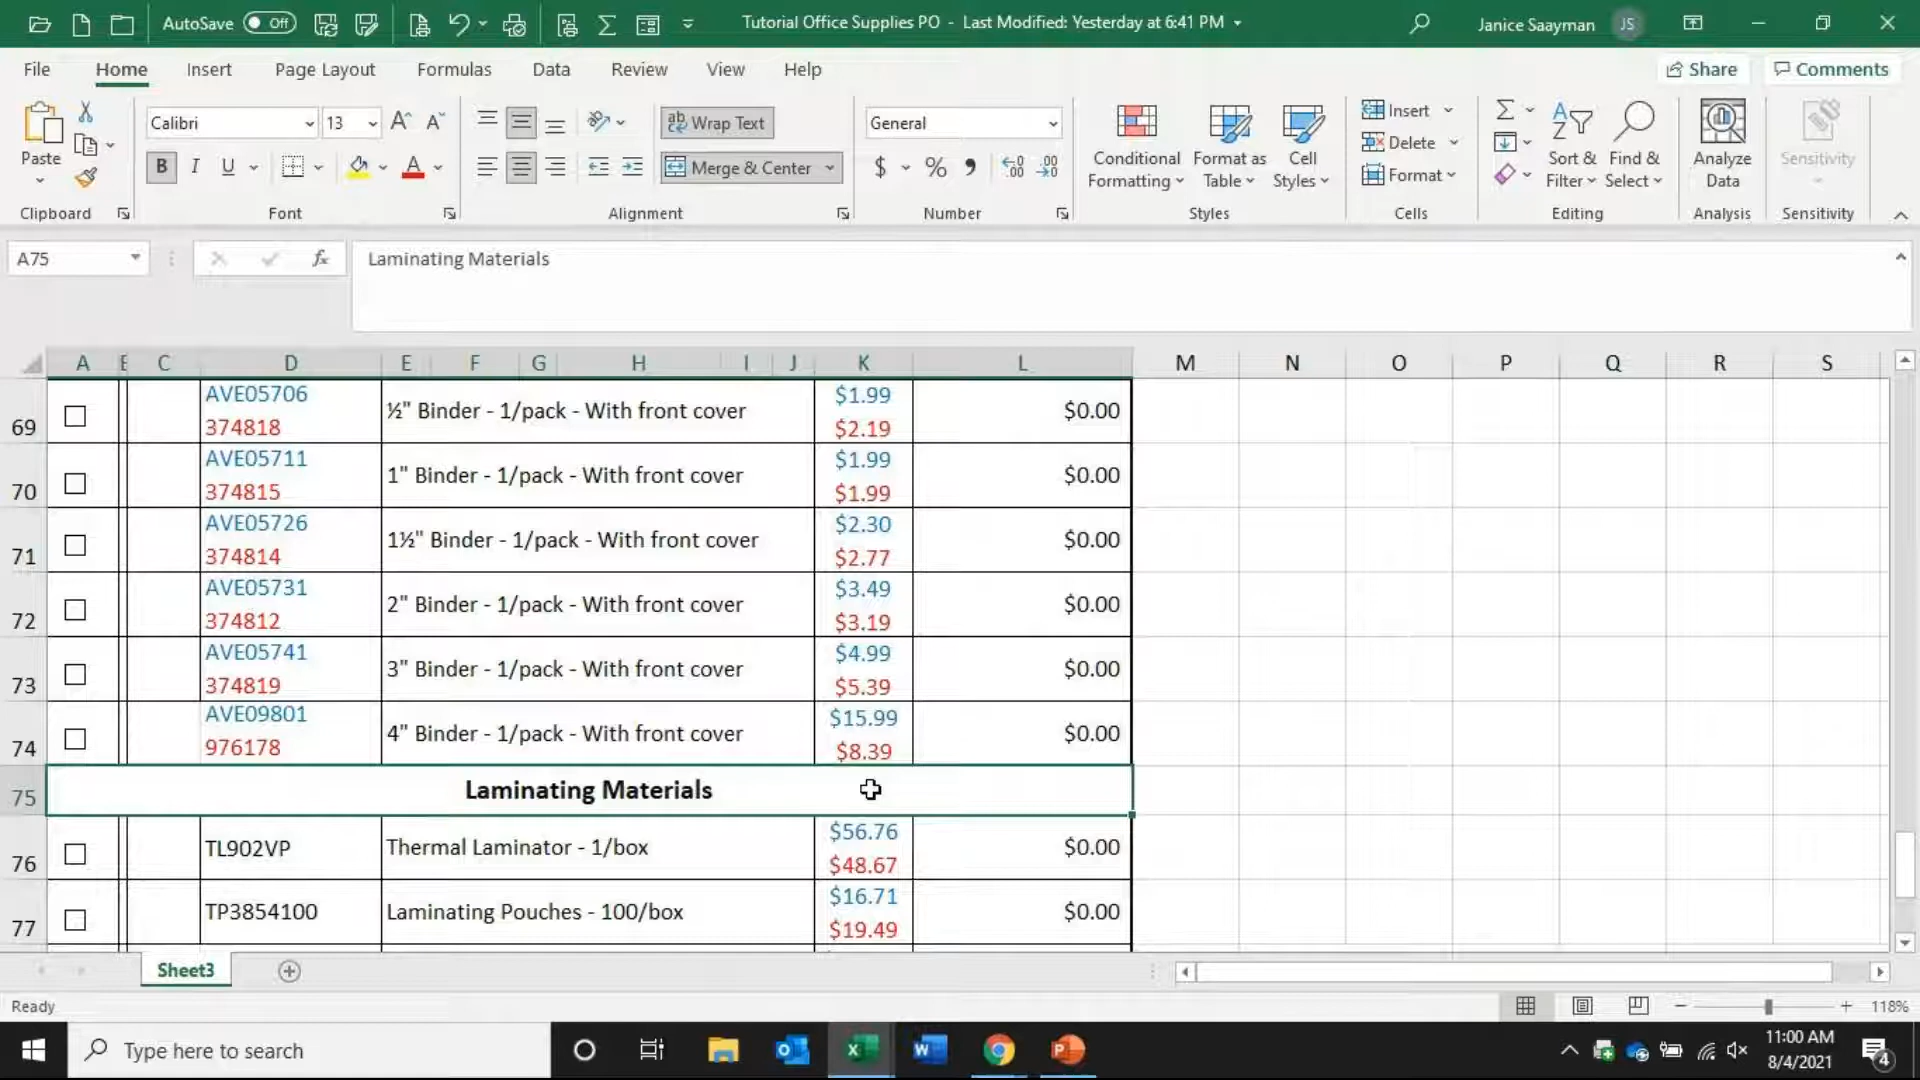 AutoSave Off Tutorial Office Supplies PO - Last Modified: Yesterday at 6:41 PM Janice Saayman JS
File Home Insert Page Layout Formulas Data Review View Help Share Comments
Calibri 13 A A ab Wrap Text General Insert Σ A Z
Paste B I U A Merge & Center $ % , .00 Conditional Formatting Format as Table Cell Styles Delete Format Sort & Filter Find & Select Analyze Data Sensitivity
Clipboard Font Alignment Number Styles Cells Editing Analysis Sensitivity
A75 fx Laminating Materials
A C D E F G H I J K L M N O P Q R S
69 AVE05706 374818 ½" Binder - 1/pack - With front cover $1.99 $2.19 $0.00
70 AVE05711 374815 1" Binder - 1/pack - With front cover $1.99 $1.99 $0.00
71 AVE05726 374814 1½" Binder - 1/pack - With front cover $2.30 $2.77 $0.00
72 AVE05731 374812 2" Binder - 1/pack - With front cover $3.49 $3.19 $0.00
73 AVE05741 374819 3" Binder - 1/pack - With front cover $4.99 $5.39 $0.00
74 AVE09801 976178 4" Binder - 1/pack - With front cover $15.99 $8.39 $0.00
75 Laminating Materials
76 TL902VP Thermal Laminator - 1/box $56.76 $48.67 $0.00
77 TP3854100 Laminating Pouches - 100/box $16.71 $19.49 $0.00
Sheet3
Ready 118%
Type here to search 11:00 AM
8/4/2021 4